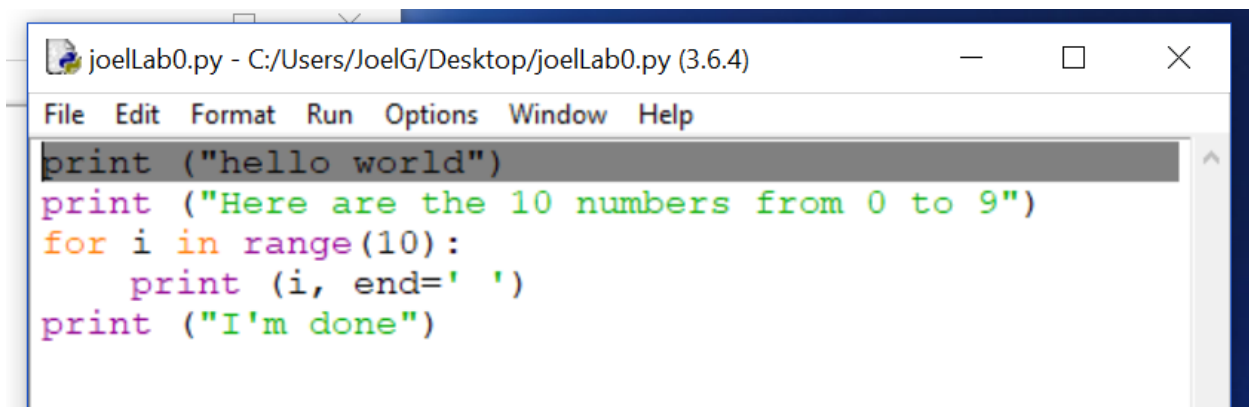 joelLab0.py - C:/Users/JoelG/Desktop/joelLab0.py (3.6.4)
File Edit Format Run Options Window Help
print ("hello world")
print ("Here are the 10 numbers from 0 to 9")
for i in range(10):
    print (i, end=' ')
print ("I'm done")